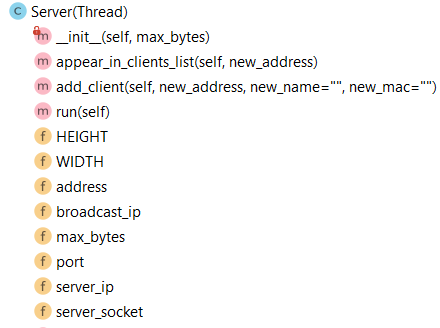 C Server(Thread)
m __init__(self, max_bytes)
m appear_in_clients_list(self, new_address)
m add_client(self, new_address, new_name="", new_mac="")
m run(self)
f HEIGHT
f WIDTH
f address
f broadcast_ip
f max_bytes
f port
f server_ip
f server_socket